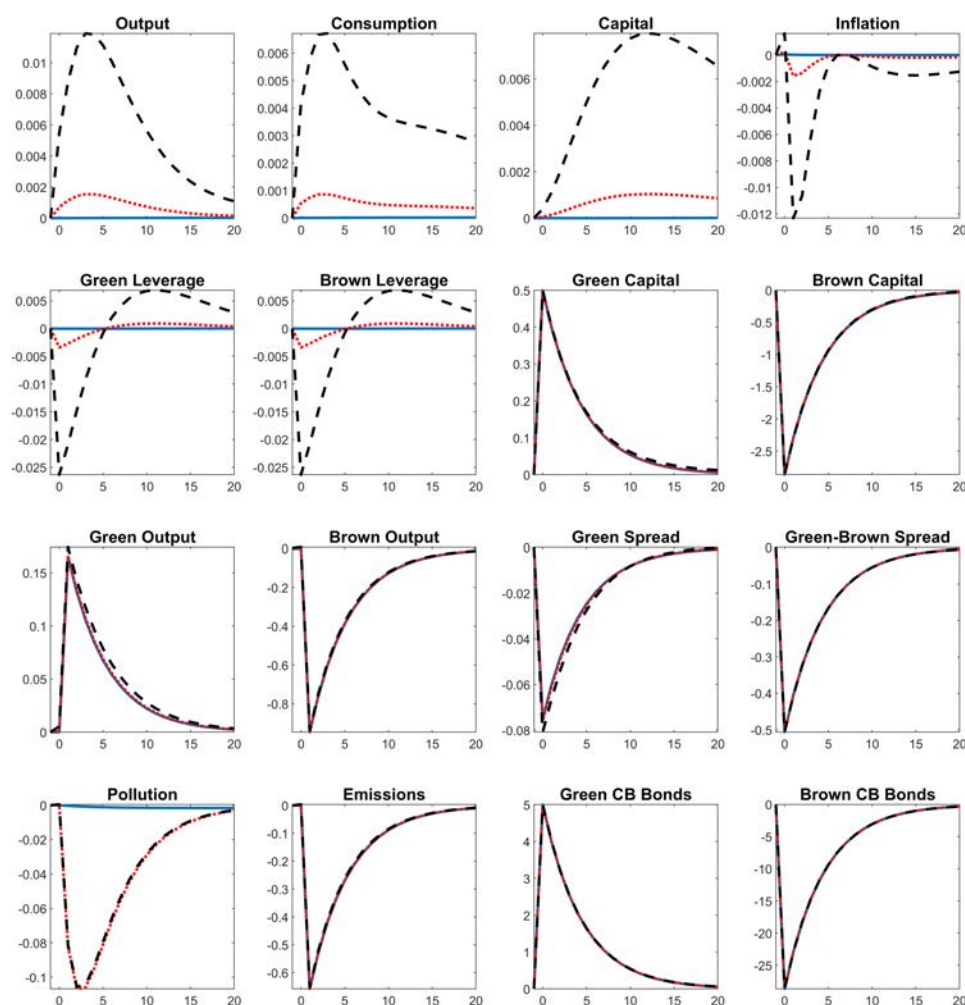 Output
0.01
0.008
0.006
0.004
0.002
0
0 5 10 15 20
Consumption
0.006
0.005
0.004
0.003
0.002
0.001
0
0 5 10 15 20
Capital
0.006
0.004
0.002
0
0 5 10 15 20
Inflation
0
-0.002
-0.004
-0.006
-0.008
-0.01
-0.012
0 5 10 15 20
Green Leverage
0.005
0
-0.005
-0.01
-0.015
-0.02
-0.025
0 5 10 15 20
Brown Leverage
0.005
0
-0.005
-0.01
-0.015
-0.02
-0.025
0 5 10 15 20
Green Capital
0.5
0.4
0.3
0.2
0.1
0
0 5 10 15 20
Brown Capital
0
-0.5
-1
-1.5
-2
-2.5
0 5 10 15 20
Green Output
0.15
0.1
0.05
0
0 5 10 15 20
Brown Output
0
-0.2
-0.4
-0.6
-0.8
0 5 10 15 20
Green Spread
0
-0.02
-0.04
-0.06
-0.08
0 5 10 15 20
Green-Brown Spread
0
-0.1
-0.2
-0.3
-0.4
-0.5
0 5 10 15 20
Pollution
0
-0.02
-0.04
-0.06
-0.08
-0.1
0 5 10 15 20
Emissions
0
-0.1
-0.2
-0.3
-0.4
-0.5
-0.6
0 5 10 15 20
Green CB Bonds
5
4
3
2
1
0
0 5 10 15 20
Brown CB Bonds
0
-5
-10
-15
-20
-25
0 5 10 15 20